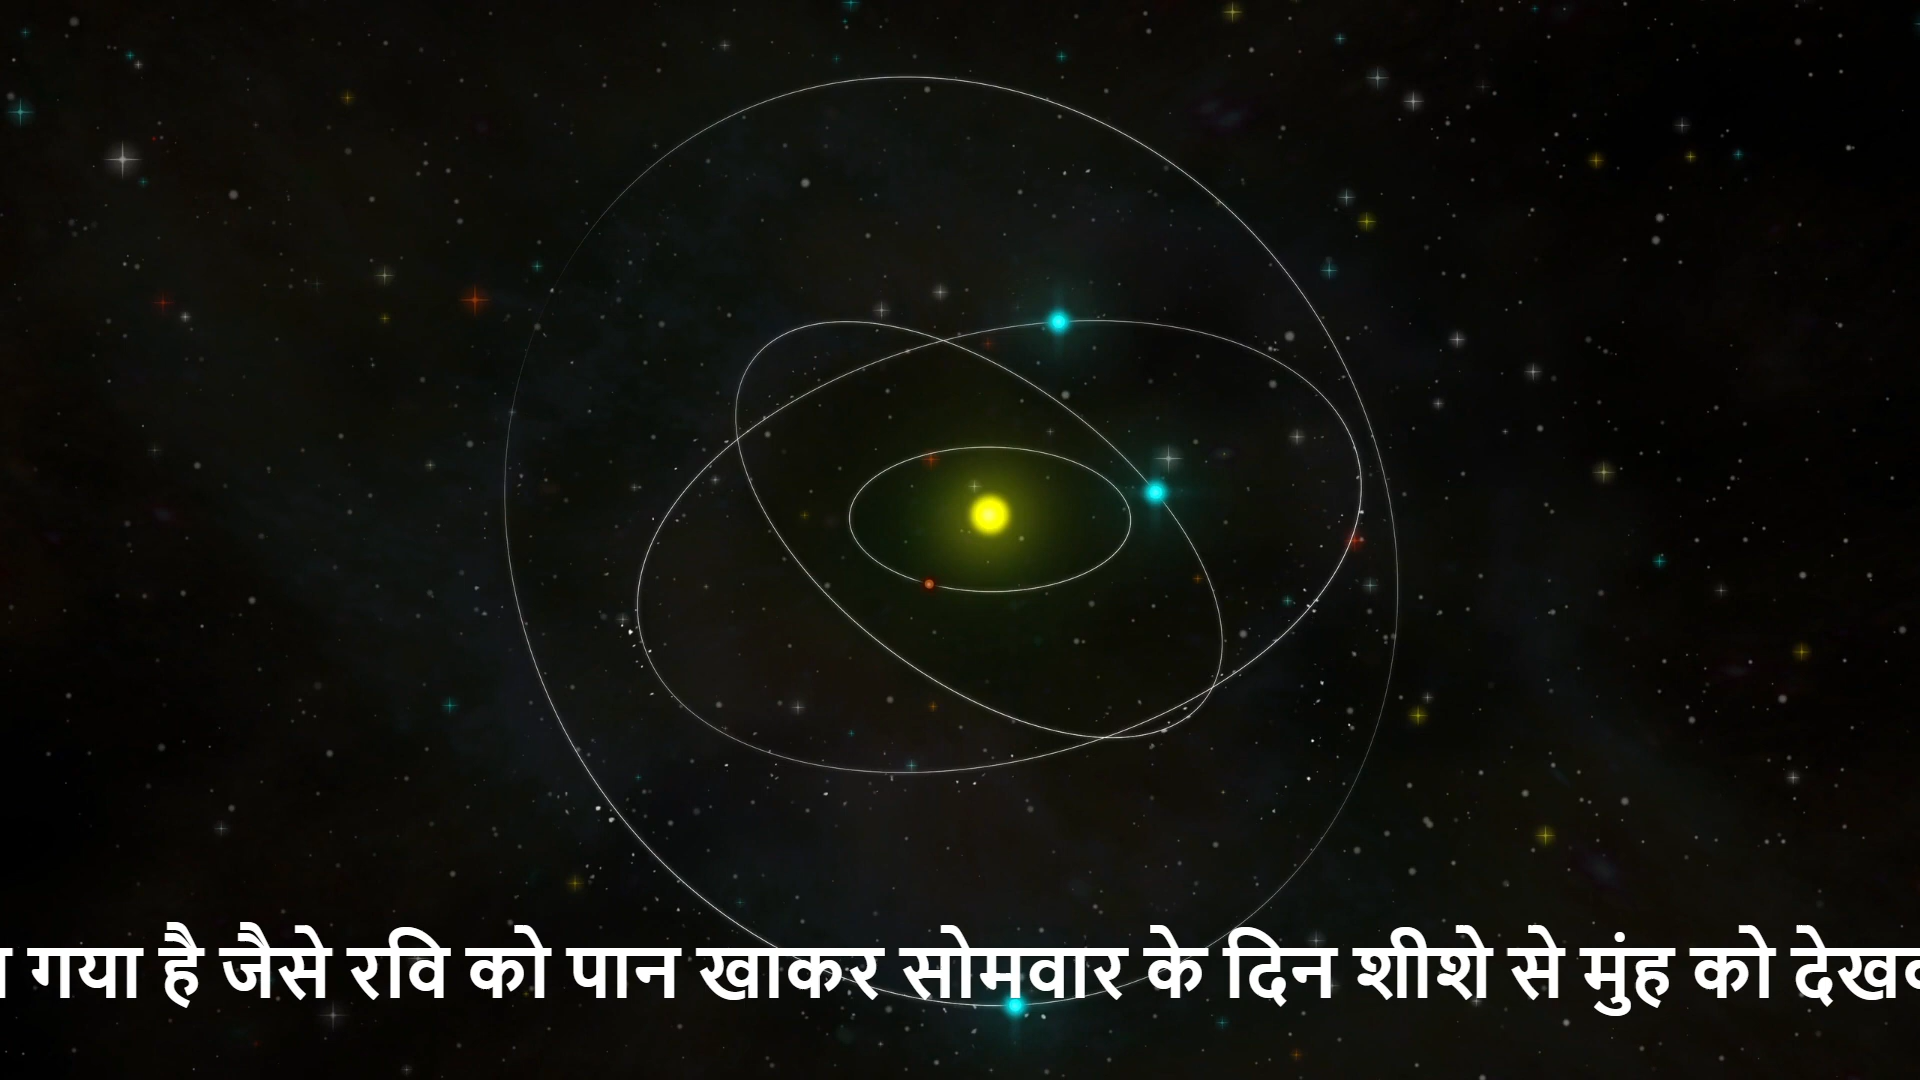 गया है जैसे रवि को पान खाकर सोमवार के दिन शीशे से मुंह को